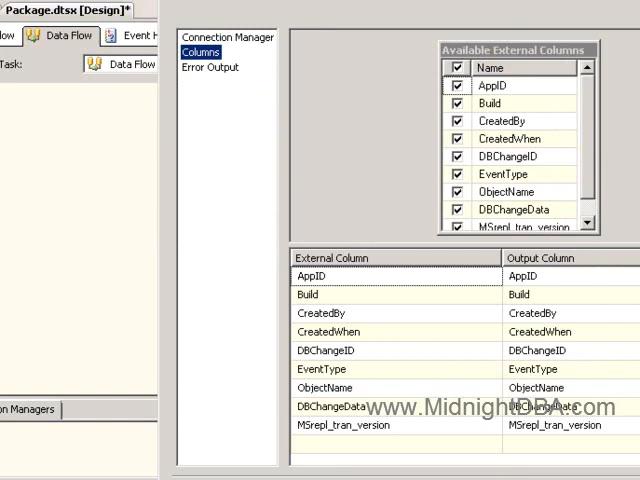 Package.dtsx [Design]*
low Data Flow Event H
Task: Data Flow
Connection Manager
Columns
Error Output
Available External Columns
Name
AppID
Build
CreatedBy
CreatedWhen
DBChangeID
EventType
ObjectName
DBChangeData
MSrepl_tran_version
External Column Output Column
AppID AppID
Build Build
CreatedBy CreatedBy
CreatedWhen CreatedWhen
DBChangeID DBChangeID
EventType EventType
ObjectName ObjectName
DBChangeData DBChangeData
www.MidnightDBA.com
MSrepl_tran_version MSrepl_tran_version
on Managers